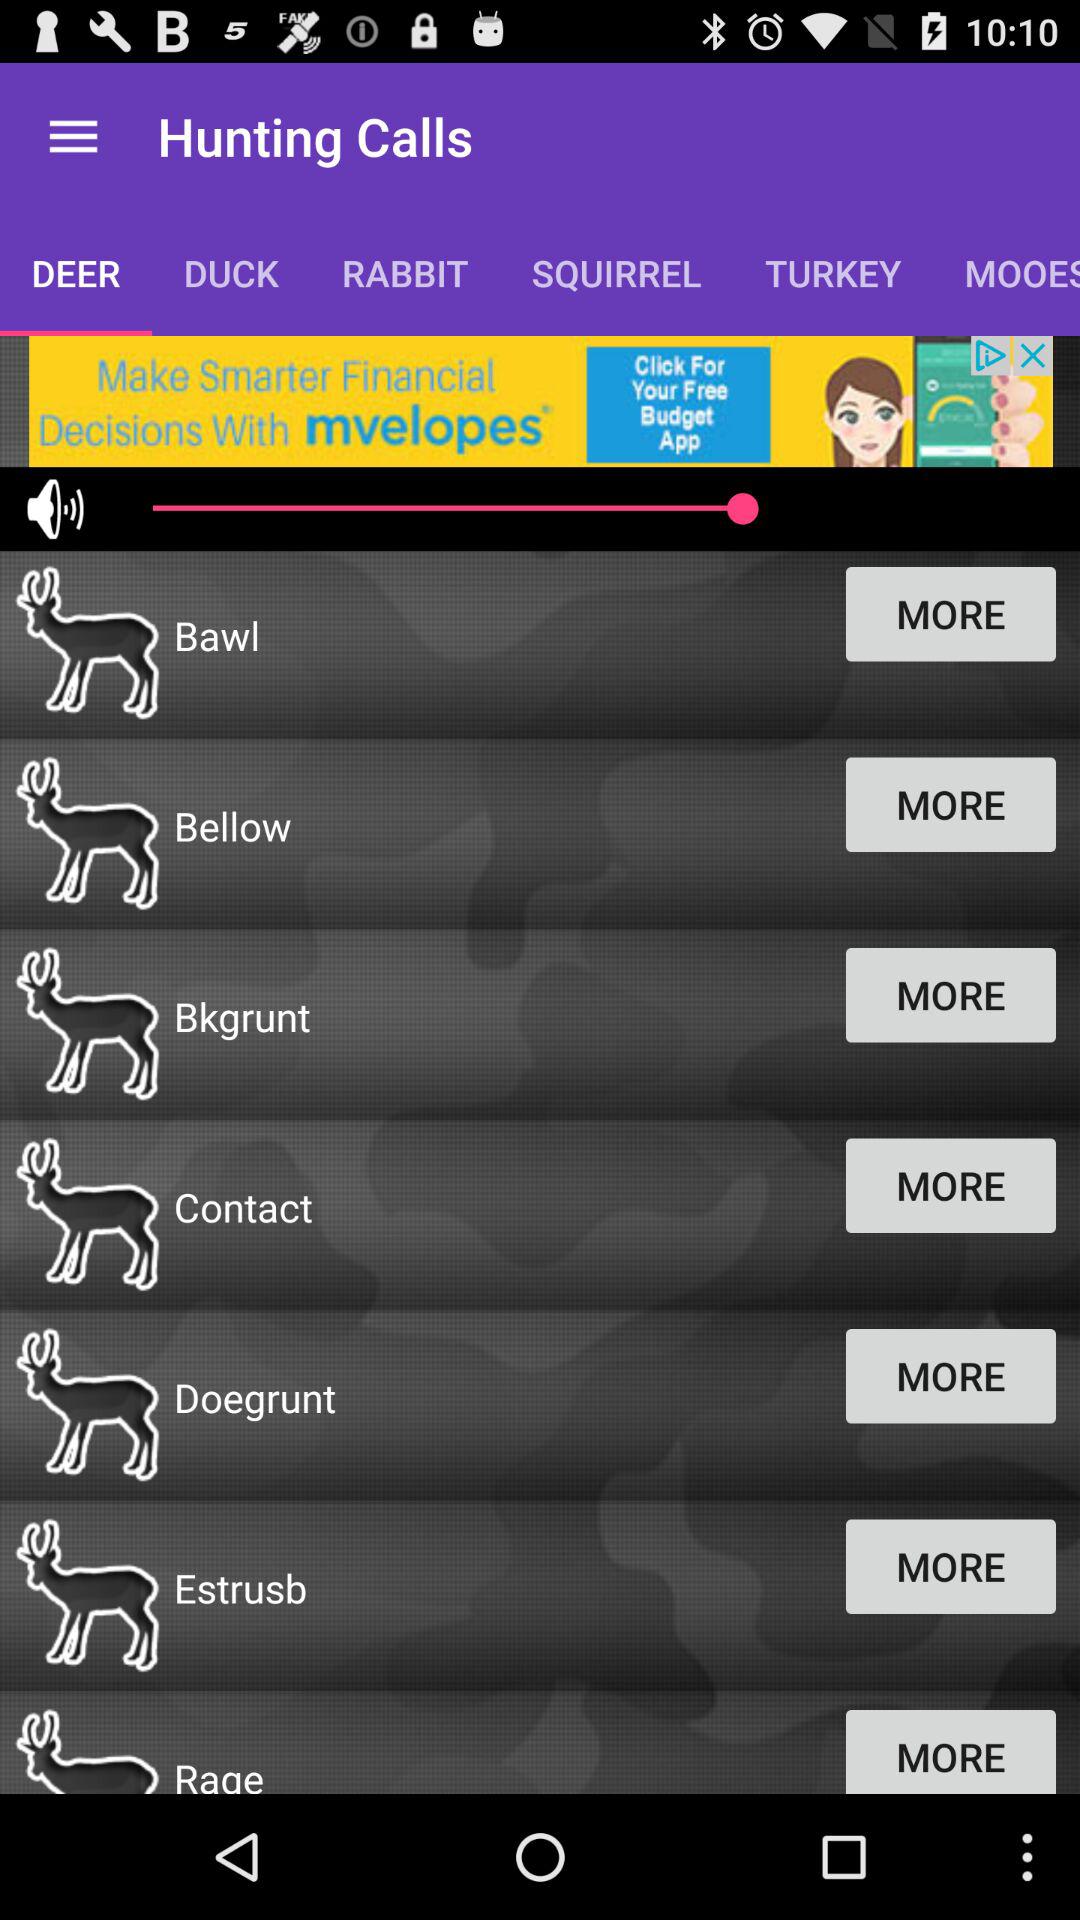 FAKE
10:10
Hunting Calls
DEER DUCK RABBIT SQUIRREL TURKEY MOOES
Make Smarter Financial
Decisions With mvelopes®
Click For
Your Free
Budget
App
Bawl
MORE
Bellow
MORE
Bkgrunt
MORE
Contact
MORE
Doegrunt
MORE
Estrusb
MORE
Rage
MORE